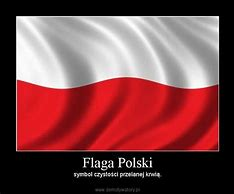 Flaga Polski
symbol czystości przelanej krwią.